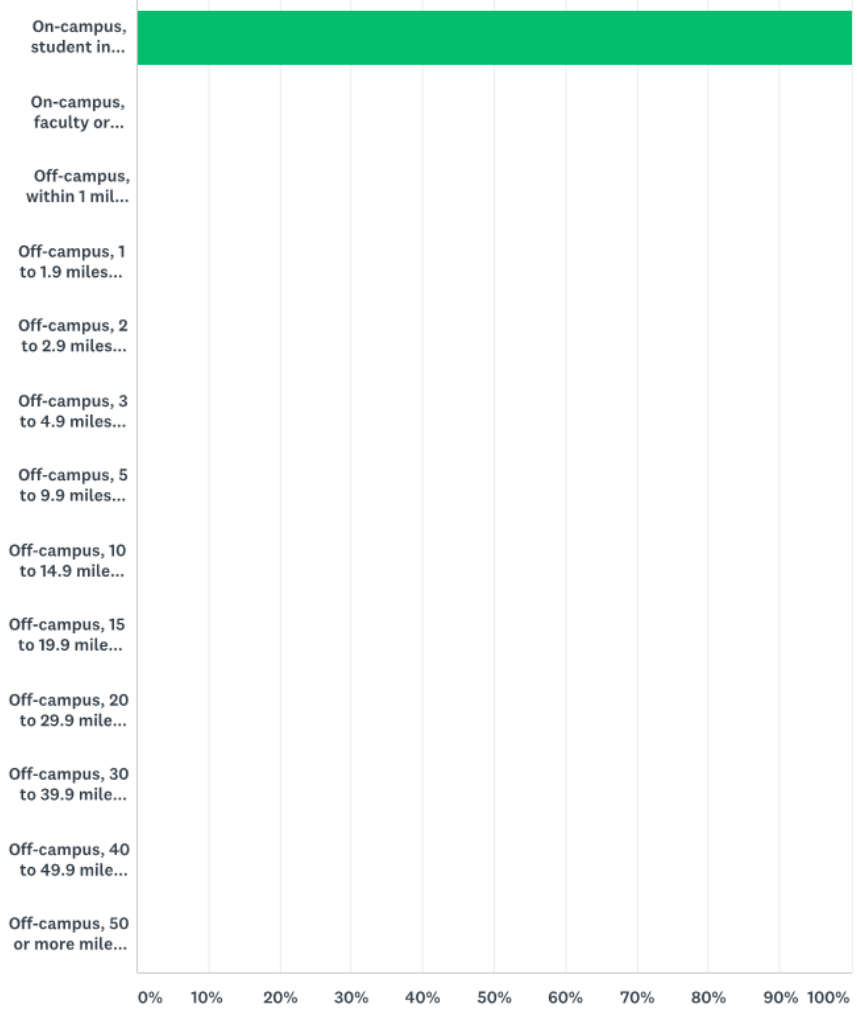 On-campus,
student in...
On-campus,
faculty or...
Off-campus,
within 1 mil...
Off-campus, 1
to 1.9 miles...
Off-campus, 2
to 2.9 miles...
Off-campus, 3
to 4.9 miles...
Off-campus, 5
to 9.9 miles...
Off-campus, 10
to 14.9 mile...
Off-campus, 15
to 19.9 mile...
Off-campus, 20
to 29.9 mile...
Off-campus, 30
to 39.9 mile...
Off-campus, 40
to 49.9 mile...
Off-campus, 50
or more mile...
0% 10% 20% 30% 40% 50% 60% 70% 80% 90% 100%